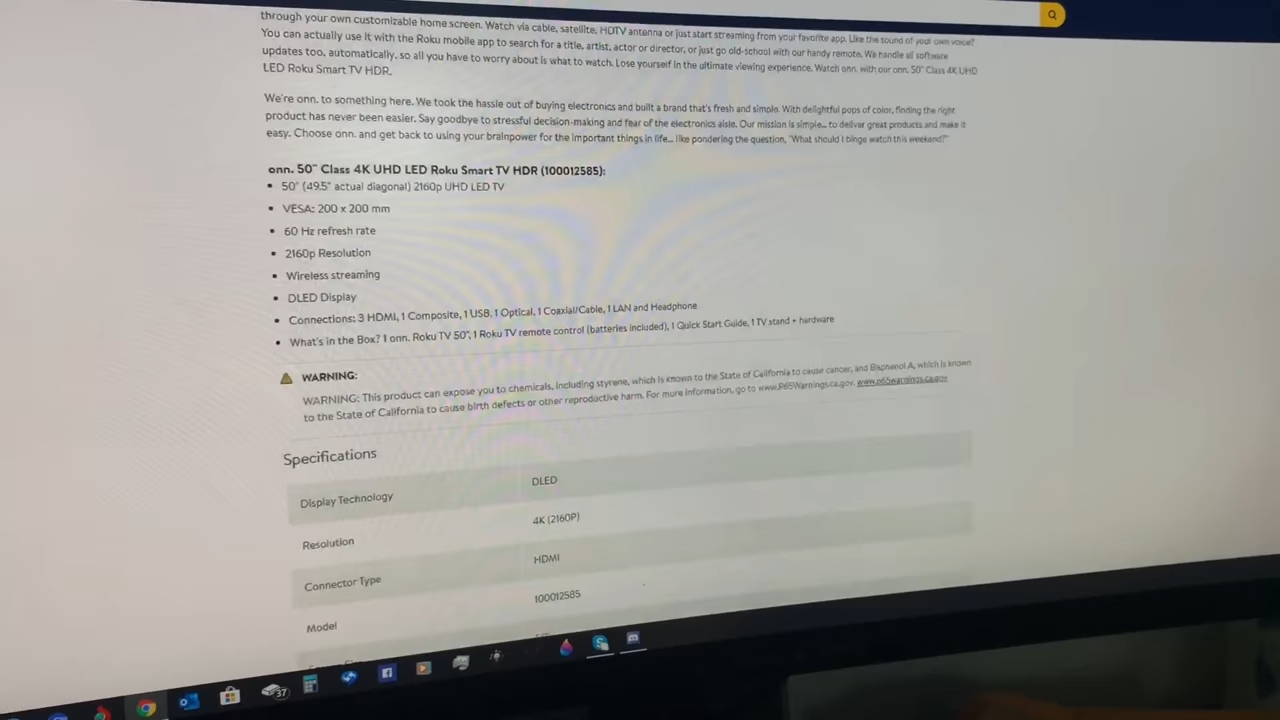 through your own customizable home screen. Watch via cable, satellite, HDTV antenna or just start streaming from your favorite app. Like the sound of your own voice?
You can actually use it with the Roku mobile app to search for a title, artist, actor or director, or just go old-school with our handy remote. We handle all software
updates too, automatically, so all you have to worry about is what to watch. Lose yourself in the ultimate viewing experience. Watch onn. with our onn. 50" Class 4K UHD
LED Roku Smart TV HDR.
We're onn. to something here. We took the hassle out of buying electronics and built a brand that's fresh and simple. With delightful pops of color, finding the right
product has never been easier. Say goodbye to stressful decision-making and fear of the electronics aisle. Our mission is simple... to deliver great products and make it
easy. Choose onn. and get back to using your brainpower for the important things in life... like pondering the question, "What should I binge watch this weekend?"
onn. 50" Class 4K UHD LED Roku Smart TV HDR (100012585):
• 50" (49.5" actual diagonal) 2160p UHD LED TV
• VESA: 200 x 200 mm
• 60 Hz refresh rate
• 2160p Resolution
• Wireless streaming
• DLED Display
• Connections: 3 HDMI, 1 Composite, 1 USB, 1 Optical, 1 Coaxial/Cable, 1 LAN and Headphone
• What's in the Box? 1 onn. Roku TV 50", 1 Roku TV remote control (batteries included), 1 Quick Start Guide, 1 TV stand + hardware
WARNING:
WARNING: This product can expose you to chemicals, including styrene, which is known to the State of California to cause cancer, and Bisphenol A, which is known
to the State of California to cause birth defects or other reproductive harm. For more information, go to www.P65Warnings.ca.gov. www.p65warnings.ca.gov
Specifications
Display Technology DLED
Resolution 4K (2160P)
Connector Type HDMI
Model 100012585
37